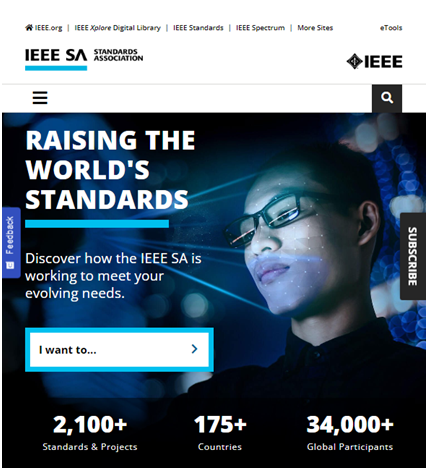 IEEE.org | IEEE Xplore Digital Library | IEEE Standards | IEEE Spectrum | More Sites eTools
IEEE SA STANDARDS ASSOCIATION
IEEE
RAISING THE
WORLD'S
STANDARDS
Feedback
SUBSCRIBE
Discover how the IEEE SA is
working to meet your
evolving needs.
I want to...
2,100+ 175+ 34,000+
Standards & Projects Countries Global Participants